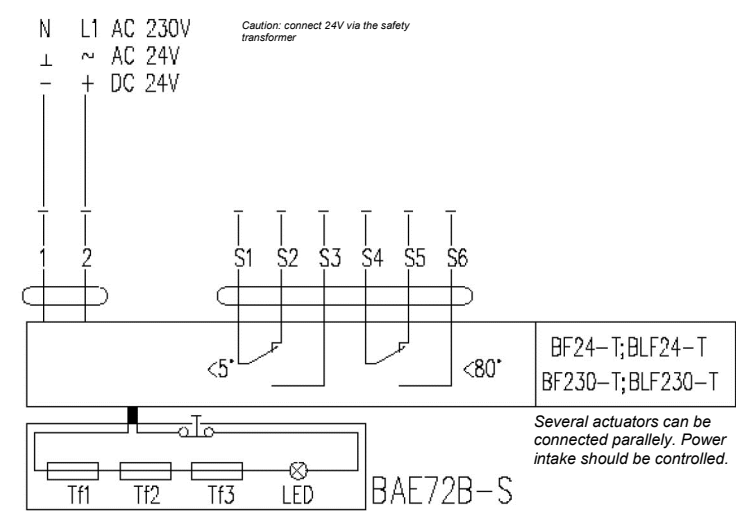 N L1 AC 230V
⊥ ~ AC 24V
– + DC 24V
Caution: connect 24V via the safety
transformer
1 2 S1 S2 S3 S4 S5 S6
<5° <80°
BF24-T;BLF24-T
BF230-T;BLF230-T
Several actuators can be
connected parallely. Power
intake should be controlled.
Tf1 Tf2 Tf3 LED
BAE72B-S